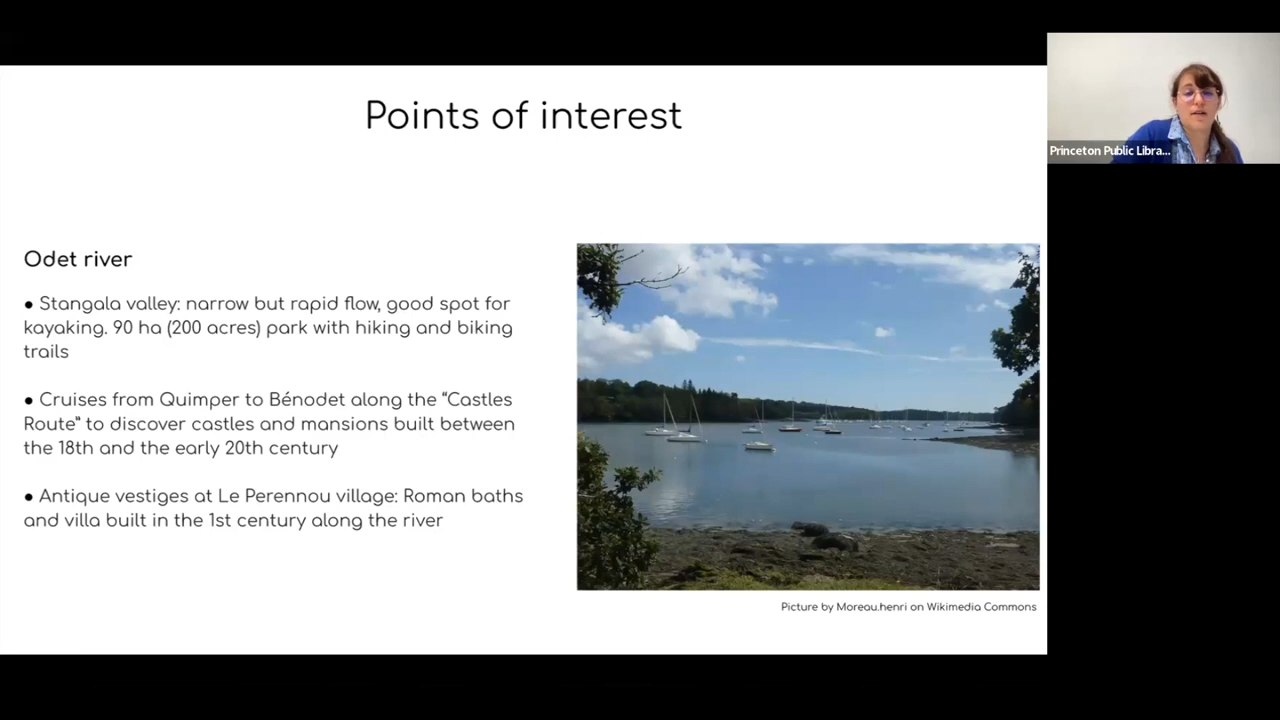 Points of interest
Princeton Public Libra...
Odet river
● Stangala valley: narrow but rapid flow, good spot for
kayaking. 90 ha (200 acres) park with hiking and biking
trails
● Cruises from Quimper to Bénodet along the “Castles
Route” to discover castles and mansions built between
the 18th and the early 20th century
● Antique vestiges at Le Perennou village: Roman baths
and villa built in the 1st century along the river
Picture by Moreau.henri on Wikimedia Commons